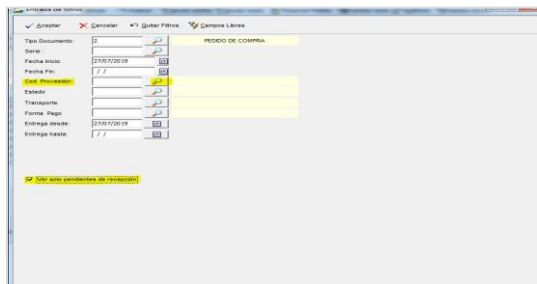 Entrada de filtros
Aceptar Cancelar Quitar Filtros Campos Libres
Tipo Documento: 2 PEDIDO DE COMPRA
Serie :
Fecha Inicio 27/07/2019
Fecha Fin: / /
Cod. Proveedor:
Estado
Transporte
Forma Pago
Entrega desde: 27/07/2019
Entrega hasta: / /
Ver solo pendientes de recepción